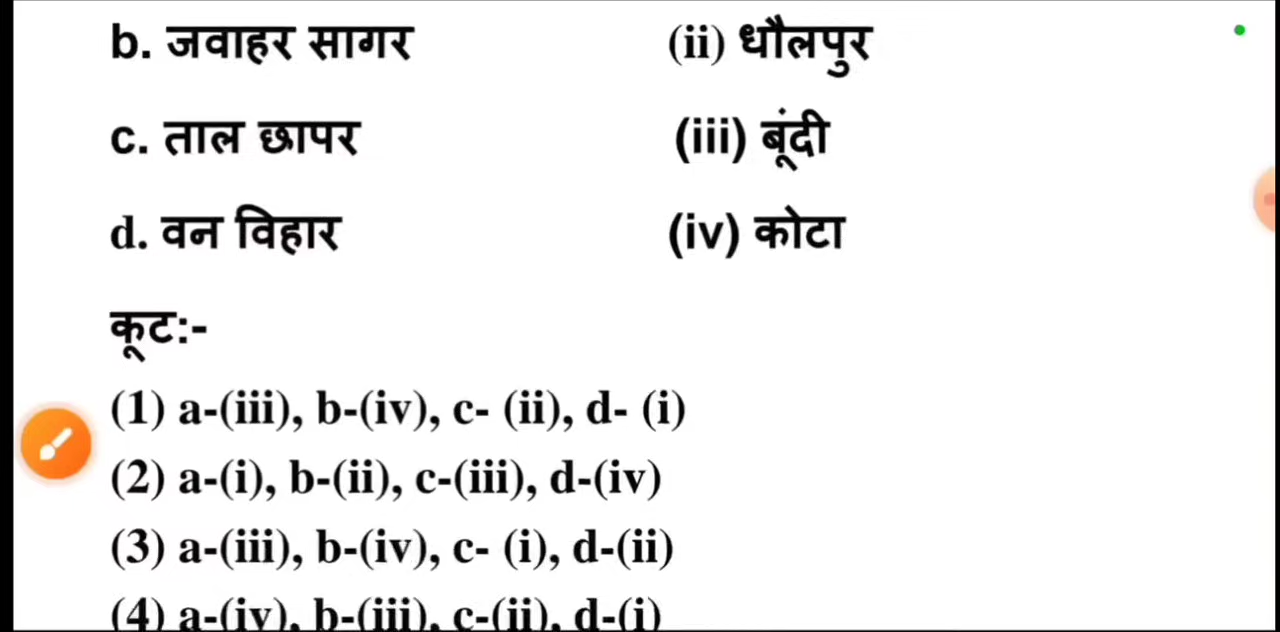 b. जवाहर सागर (ii) धौलपुर
c. ताल छापर (iii) बूंदी
d. वन विहार (iv) कोटा
कूट:-
(1) a-(iii), b-(iv), c- (ii), d- (i)
(2) a-(i), b-(ii), c-(iii), d-(iv)
(3) a-(iii), b-(iv), c- (i), d-(ii)
(4) a-(iv), b-(iii), c-(ii), d-(i)